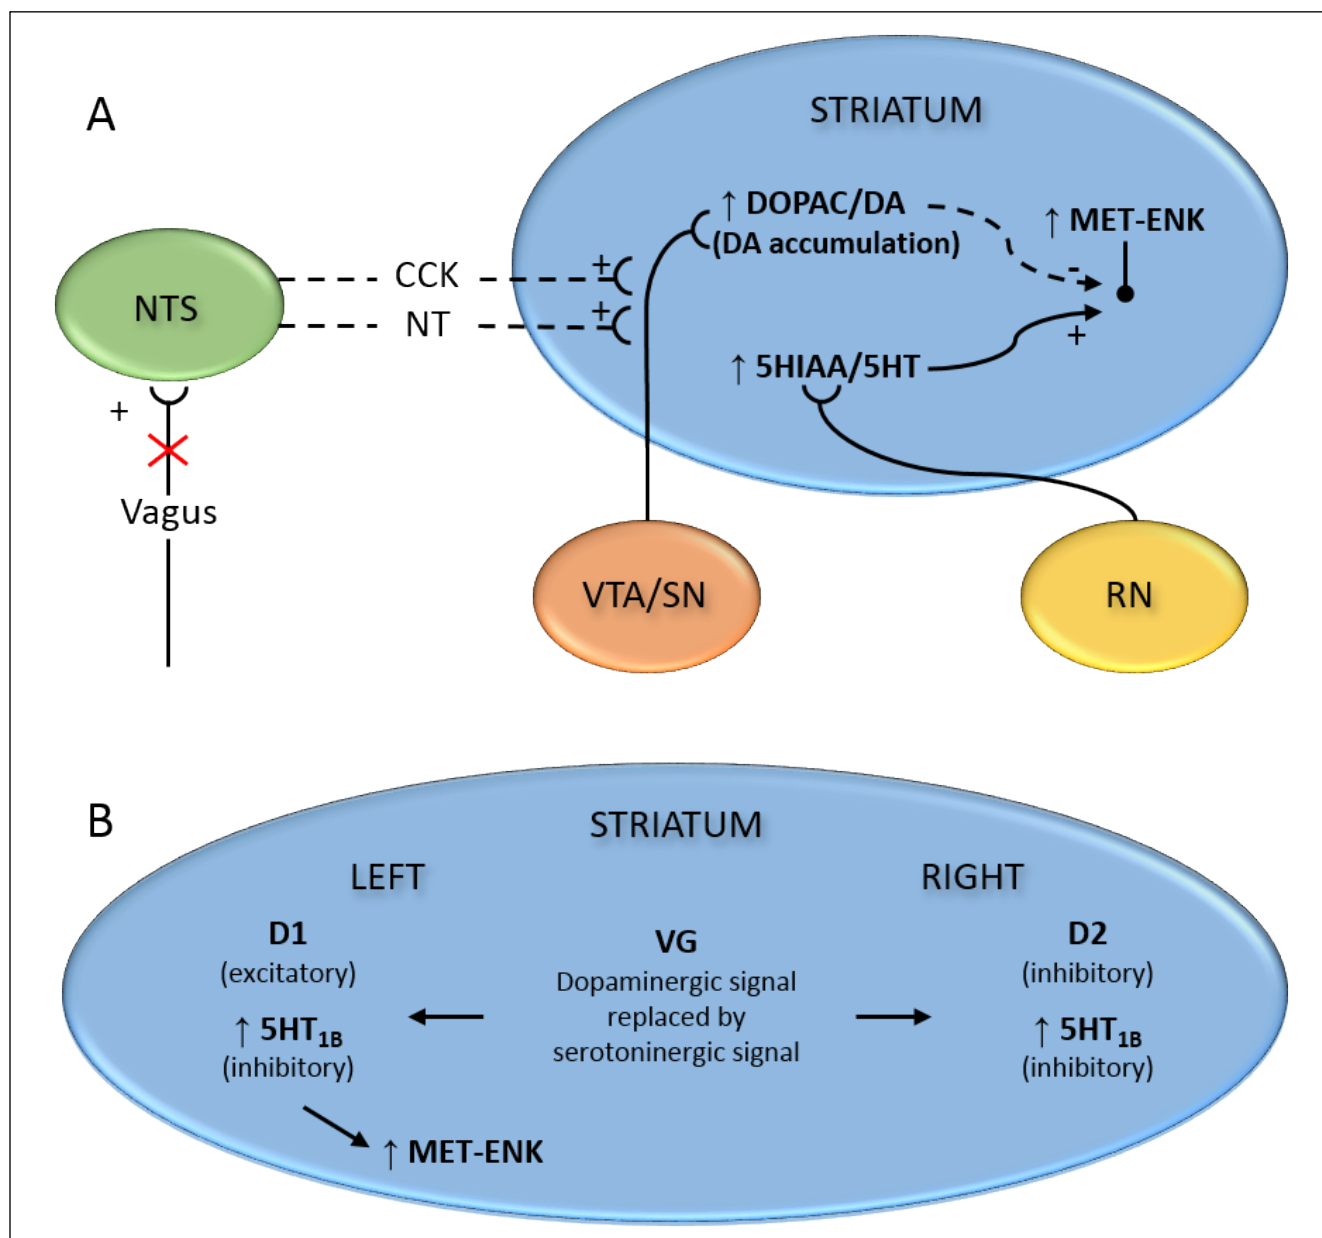 A
STRIATUM
↑ DOPAC/DA
(DA accumulation)
↑ MET-ENK
-
CCK
+
NTS
NT
+
+
↑ 5HIAA/5HT
+
Vagus
VTA/SN
RN
B
STRIATUM
LEFT
RIGHT
D1
(excitatory)
↑ 5HT1B
(inhibitory)
↑ MET-ENK
VG
Dopaminergic signal
replaced by
serotoninergic signal
D2
(inhibitory)
↑ 5HT1B
(inhibitory)